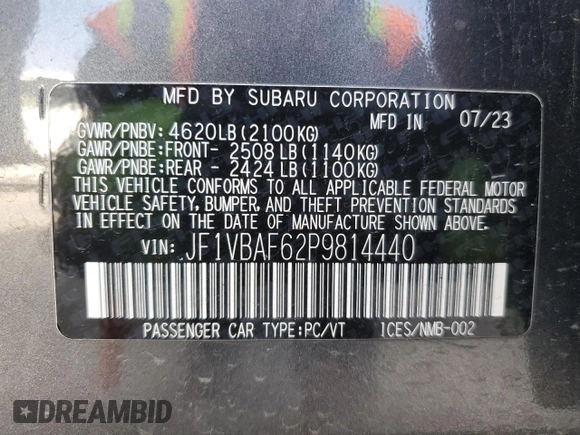 MFD BY SUBARU CORPORATION
GVWR/PNBV: 4620LB(2100KG) MFD IN 07/23
GAWR/PNBE:FRONT- 2508LB(1140KG)
GAWR/PNBE:REAR - 2424LB(1100KG)
THIS VEHICLE CONFORMS TO ALL APPLICABLE FEDERAL MOTOR
VEHICLE SAFETY, BUMPER, AND THEFT PREVENTION STANDARDS
IN EFFECT ON THE DATE OF MANUFACTURE SHOWN ABOVE.
VIN: JF1VBAF62P9814440
PASSENGER CAR TYPE:PC/VT ICES/NMB-002
DREAMBID